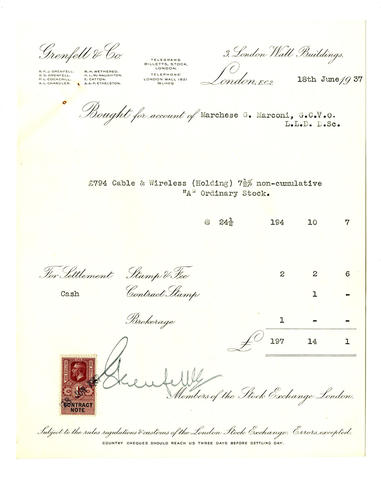 Grenfell & Co.
TELEGRAMS
STOCK,
LONDON.
TELEPHONE
LONDON WALL 1621
3, London Wall Buildings,
London, EC2 18th June, 1937
Bought for account of Marchese G. Marconi, G.C.V.O.
L.L.D. L.Sc.
£794 Cable & Wireless (Holding) 7½% non-cumulative
"A" Ordinary Stock.
@ 24½ 194 10 7
For Settlement Stamp & Fee 2 2 6
Cash Contract Stamp 1 -
Brokerage 1 - -
£ 197 14 1
CONTRACT
NOTE
Grenfell & Co
Members of the Stock Exchange London.
Subject to the rules regulations & customs of the London Stock Exchange. Errors excepted.
COUNTRY CHEQUES SHOULD REACH US THREE DAYS BEFORE SETTLING DAY.